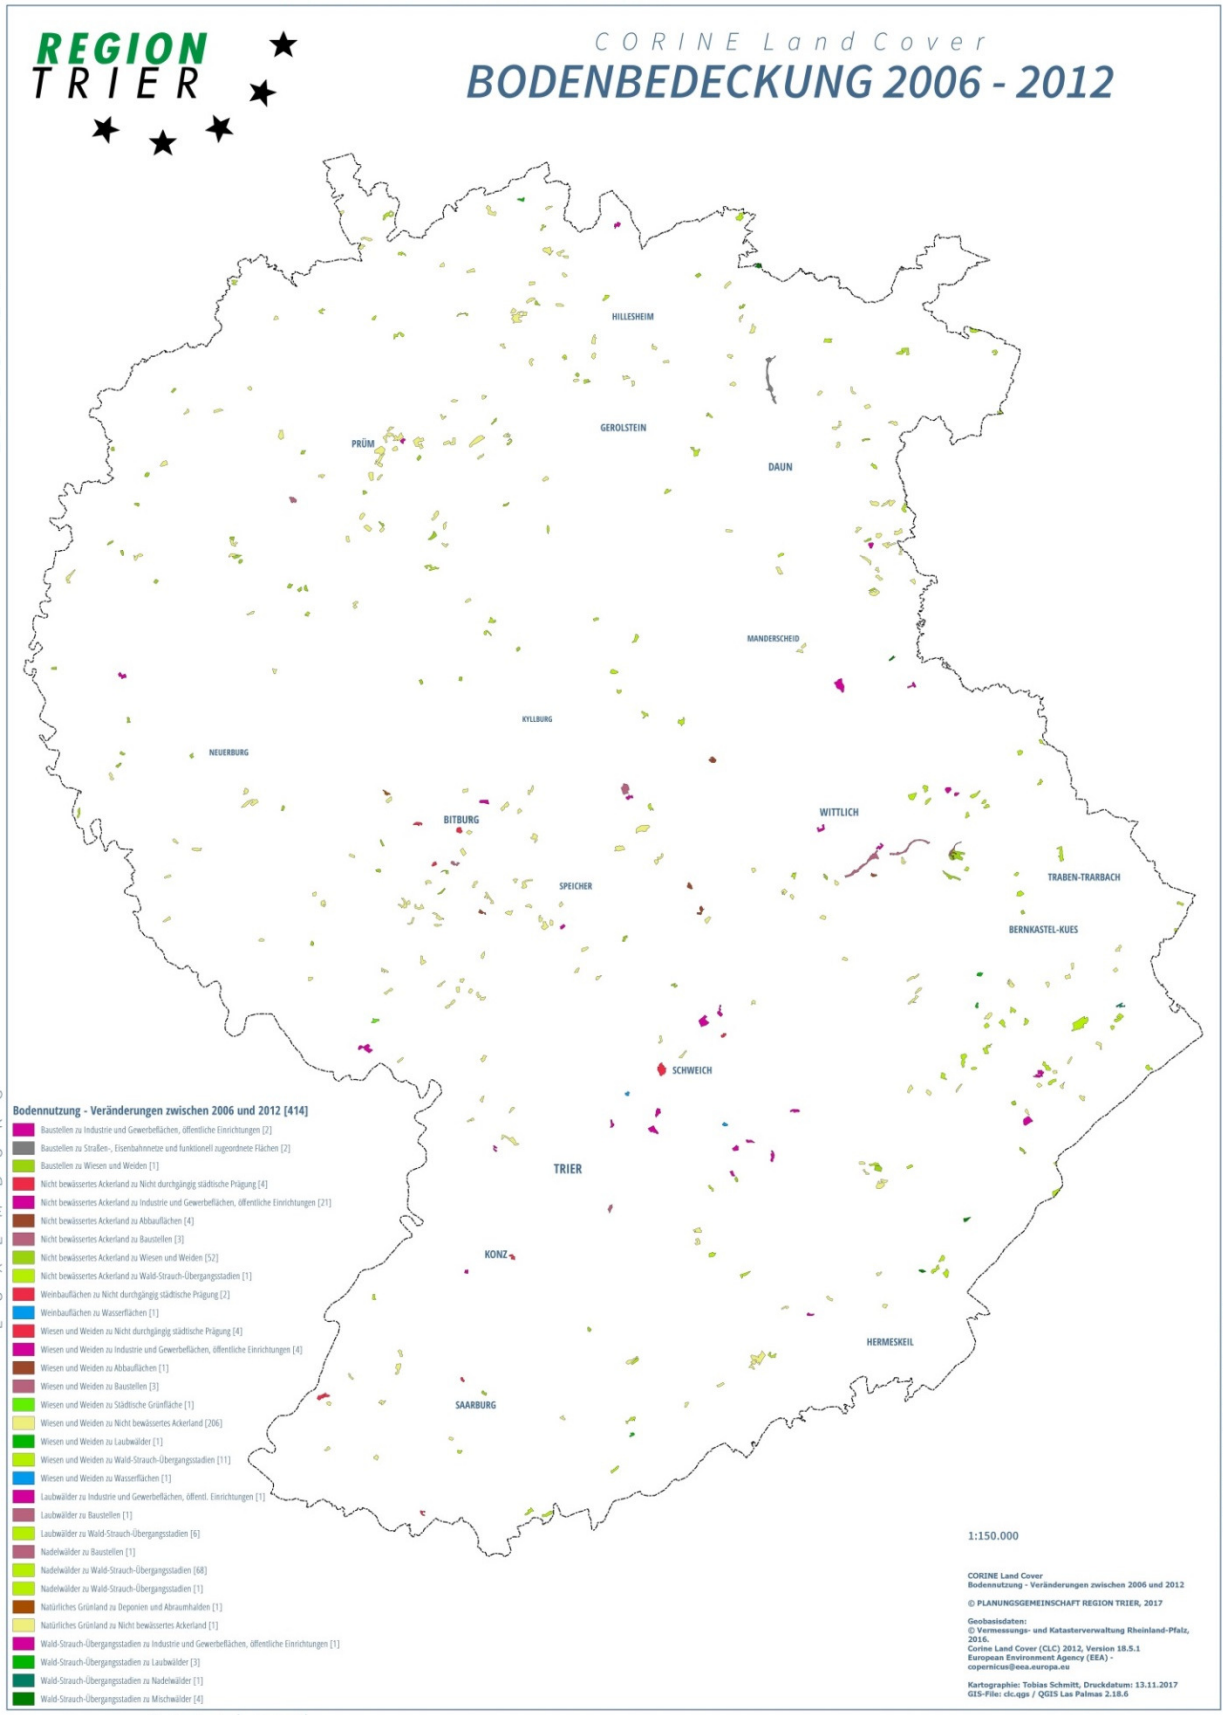 REGION
TRIER
CORINE Land Cover
BODENBEDECKUNG 2006 - 2012
HILLESHEIM
GEROLSTEIN
PRÜM
DAUN
MANDERSCHEID
KYLLBURG
NEUERBURG
BITBURG
WITTLICH
SPEICHER
TRABEN-TRARBACH
BERNKASTEL-KUES
SCHWEICH
TRIER
KONZ
HERMESKEIL
SAARBURG
Bodennutzung - Veränderungen zwischen 2006 und 2012 [414]
Baustellen zu Industrie und Gewerbeflächen, öffentliche Einrichtungen [2]
Baustellen zu Straßen-, Eisenbahnnetze und funktionell zugeordnete Flächen [2]
Baustellen zu Wiesen und Weiden [1]
Nicht bewässertes Ackerland zu Nicht durchgängig städtische Prägung [4]
Nicht bewässertes Ackerland zu Industrie und Gewerbeflächen, öffentliche Einrichtungen [21]
Nicht bewässertes Ackerland zu Abbauflächen [4]
Nicht bewässertes Ackerland zu Baustellen [3]
Nicht bewässertes Ackerland zu Wiesen und Weiden [52]
Nicht bewässertes Ackerland zu Wald-Strauch-Übergangsstadien [1]
Weinbauflächen zu Nicht durchgängig städtische Prägung [2]
Weinbauflächen zu Wasserflächen [1]
Wiesen und Weiden zu Nicht durchgängig städtische Prägung [4]
Wiesen und Weiden zu Industrie und Gewerbeflächen, öffentliche Einrichtungen [4]
Wiesen und Weiden zu Abbauflächen [1]
Wiesen und Weiden zu Baustellen [3]
Wiesen und Weiden zu Städtische Grünfläche [1]
Wiesen und Weiden zu Nicht bewässertes Ackerland [206]
Wiesen und Weiden zu Laubwälder [1]
Wiesen und Weiden zu Wald-Strauch-Übergangsstadien [11]
Wiesen und Weiden zu Wasserflächen [1]
Laubwälder zu Industrie und Gewerbeflächen, öffentl. Einrichtungen [1]
Laubwälder zu Baustellen [1]
Laubwälder zu Wald-Strauch-Übergangsstadien [6]
Nadelwälder zu Baustellen [1]
Nadelwälder zu Wald-Strauch-Übergangsstadien [68]
Nadelwälder zu Wald-Strauch-Übergangsstadien [1]
Natürliches Grünland zu Deponien und Abraumhalden [1]
Natürliches Grünland zu Nicht bewässertes Ackerland [1]
Wald-Strauch-Übergangsstadien zu Industrie und Gewerbeflächen, öffentliche Einrichtungen [1]
Wald-Strauch-Übergangsstadien zu Laubwälder [3]
Wald-Strauch-Übergangsstadien zu Nadelwälder [1]
Wald-Strauch-Übergangsstadien zu Mischwälder [4]
1:150.000
CORINE Land Cover
Bodennutzung - Veränderungen zwischen 2006 und 2012
© PLANUNGSGEMEINSCHAFT REGION TRIER, 2017
Geobasisdaten:
© Vermessungs- und Katasterverwaltung Rheinland-Pfalz,
2016.
Corine Land Cover (CLC) 2012, Version 18.5.1
European Environment Agency (EEA) -
copernicus@eea.europa.eu
Kartographie: Tobias Schmitt, Druckdatum: 13.11.2017
GIS-File: clc.qgs / QGIS Las Palmas 2.18.6